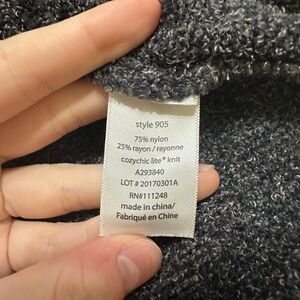 style 905
75% nylon
25% rayon / rayonne
cozychic lite® knit
A293840
LOT # 20170301A
RN#111248
made in china/
Fabriqué en Chine